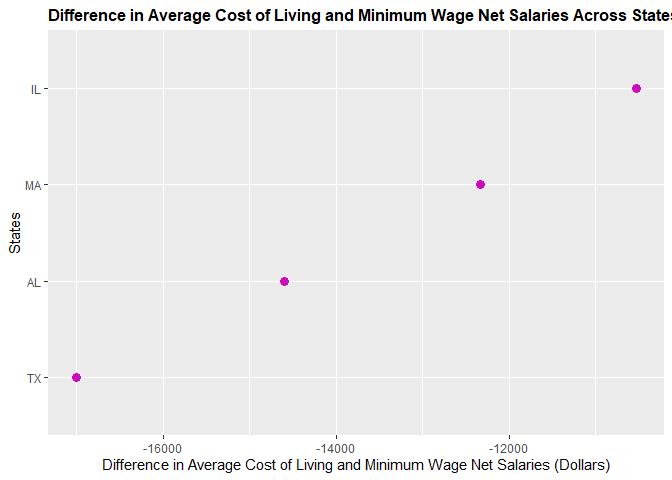 Difference in Average Cost of Living and Minimum Wage Net Salaries Across States
IL
MA
AL
TX
States
-16000
-14000
-12000
Difference in Average Cost of Living and Minimum Wage Net Salaries (Dollars)